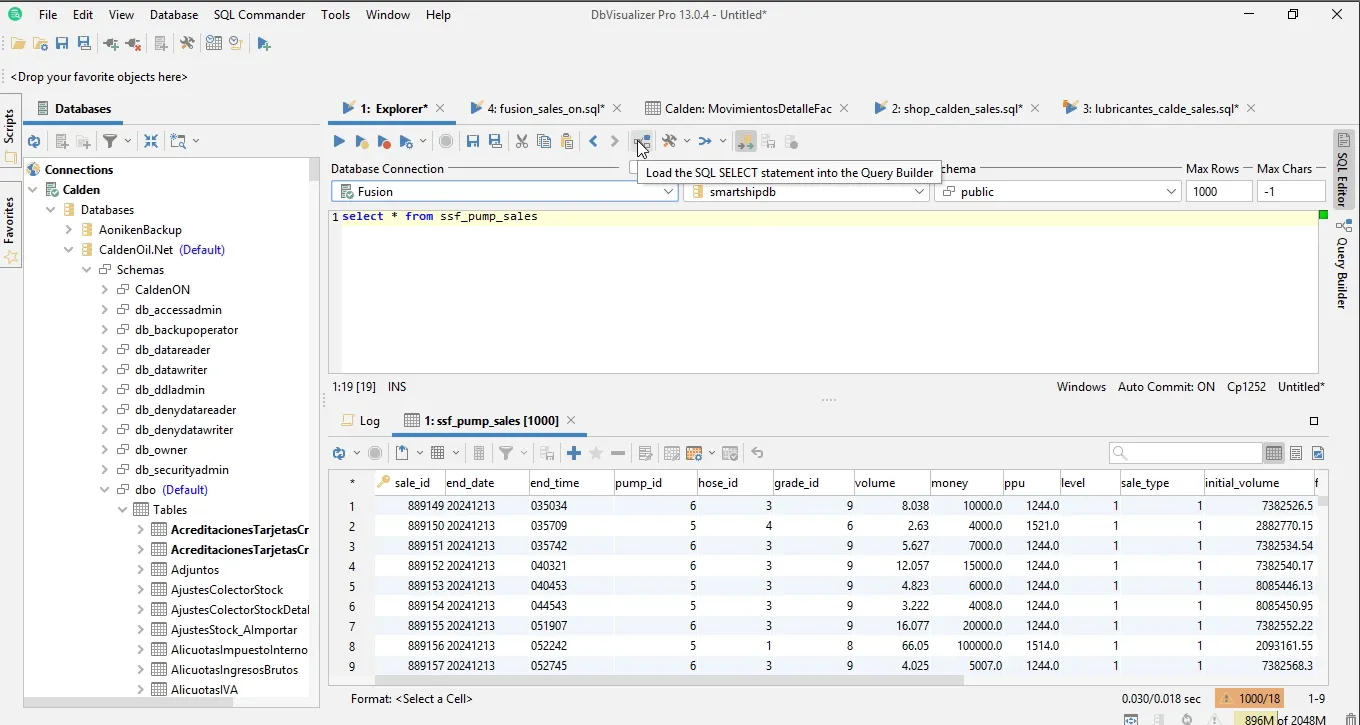 File Edit View Database SQL Commander Tools Window Help DbVisualizer Pro 13.0.4 - Untitled*
<Drop your favorite objects here>
Scripts
Favorites
Databases
Connections
Calden
Databases
AonikenBackup
CaldenOil.Net (Default)
Schemas
CaldenON
db_accessadmin
db_backupoperator
db_datareader
db_datawriter
db_ddladmin
db_denydatareader
db_denydatawriter
db_owner
db_securityadmin
dbo (Default)
Tables
AcreditacionesTarjetasCr
AcreditacionesTarjetasCr
Adjuntos
AjustesColectorStock
AjustesColectorStockDetal
AjustesStock_AImportar
AlicuotasImpuestoInterno
AlicuotasIngresosBrutos
AlicuotasIVA
1: Explorer* 4: fusion_sales_on.sql* Calden: MovimientosDetalleFac 2: shop_calden_sales.sql* 3: lubricantes_calde_sales.sql*
Database Connection chema Max Rows Max Chars
Load the SQL SELECT statement into the Query Builder
Fusion smartshipdb public 1000 -1
1 select * from ssf_pump_sales
SQL Editor
Query Builder
1:19 [19] INS Windows Auto Commit: ON Cp1252 Untitled*
Log 1: ssf_pump_sales [1000]
* sale_id end_date end_time pump_id hose_id grade_id volume money ppu level sale_type initial_volume f
1 889149 20241213 035034 6 3 9 8.038 10000.0 1244.0 1 1 7382526.5
2 889150 20241213 035709 5 4 6 2.63 4000.0 1521.0 1 1 2882770.15
3 889151 20241213 035742 6 3 9 5.627 7000.0 1244.0 1 1 7382534.54
4 889152 20241213 040321 6 3 9 12.057 15000.0 1244.0 1 1 7382540.17
5 889153 20241213 040453 5 3 9 4.823 6000.0 1244.0 1 1 8085446.13
6 889154 20241213 044543 5 3 9 3.222 4008.0 1244.0 1 1 8085450.95
7 889155 20241213 051907 6 3 9 16.077 20000.0 1244.0 1 1 7382552.22
8 889156 20241213 052242 5 1 8 66.05 100000.0 1514.0 1 1 2093161.55
9 889157 20241213 052745 6 3 9 4.025 5007.0 1244.0 1 1 7382568.3
Format: <Select a Cell> 0.030/0.018 sec 1000/18 1-9
896M of 2048M